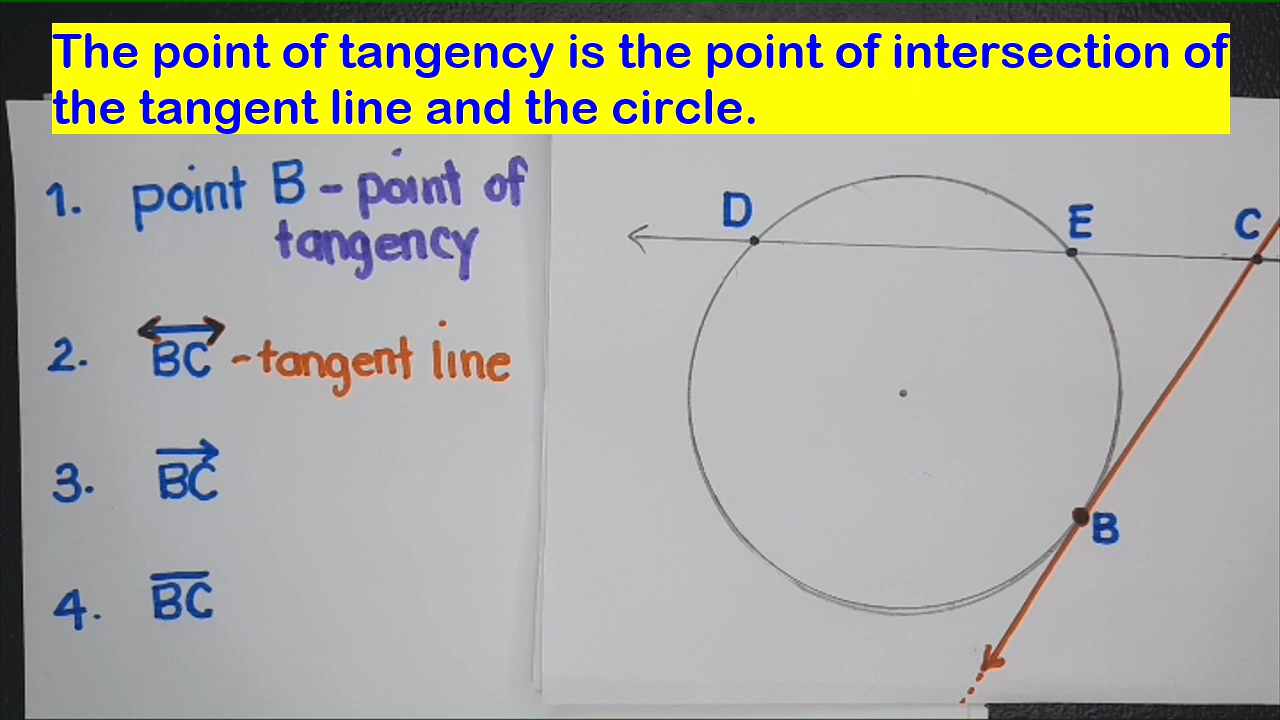 The point of tangency is the point of intersection of
the tangent line and the circle.
1. point B - point of
tangency
2. BC - tangent line
3. BC
4. BC
D
E
C
B